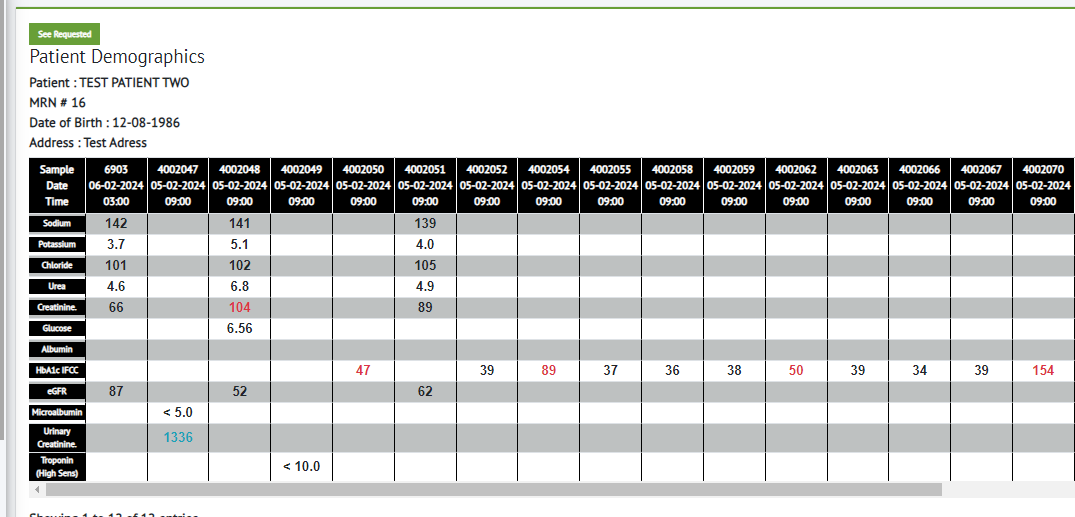 See Requested
Patient Demographics
Patient : TEST PATIENT TWO
MRN # 16
Date of Birth : 12-08-1986
Address : Test Adress
Sample 6903 4002047 4002048 4002049 4002050 4002051 4002052 4002054 4002055 4002058 4002059 4002062 4002063 4002066 4002067 4002070
Date 06-02-2024 05-02-2024 05-02-2024 05-02-2024 05-02-2024 05-02-2024 05-02-2024 05-02-2024 05-02-2024 05-02-2024 05-02-2024 05-02-2024 05-02-2024 05-02-2024 05-02-2024 05-02-2024
Time 03:00 09:00 09:00 09:00 09:00 09:00 09:00 09:00 09:00 09:00 09:00 09:00 09:00 09:00 09:00 09:00
Sodium 142 141 139
Potassium 3.7 5.1 4.0
Chloride 101 102 105
Urea 4.6 6.8 4.9
Creatinine. 66 104 89
Glucose 6.56
Albumin
HbA1c IFCC 47 39 89 37 36 38 50 39 34 39 154
eGFR 87 52 62
Microalbumin < 5.0
Urinary
Creatinine. 1336
Troponin
(High Sens) < 10.0
Showing 1 to 12 of 12 entries